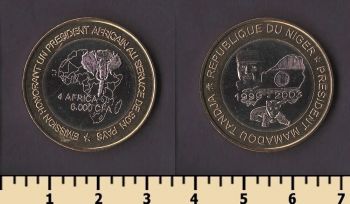 EMISSION HONORANT UN PRESIDENT AFRICAIN AU SERVICE DE SON PAYS
4 AFRICA
6.000 CFA
REPUBLIQUE DU NIGER
PRESIDENT MAMADOU TANDJA
1999 - 2005
1 2 3 4 5 6 7